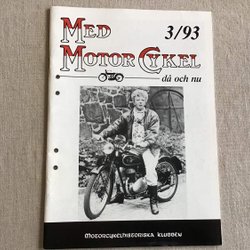 MED 3/93
MOTOR CYKEL
då och nu
MOTORCYKELHISTORISKA KLUBBEN